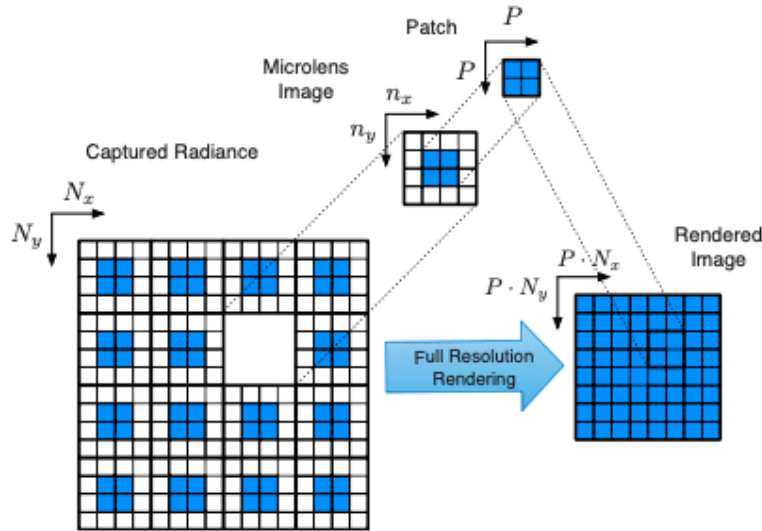 Patch
P
P
Microlens
Image
n_x
n_y
Captured Radiance
N_x
N_y
Rendered
Image
P · N_x
P · N_y
Full Resolution
Rendering